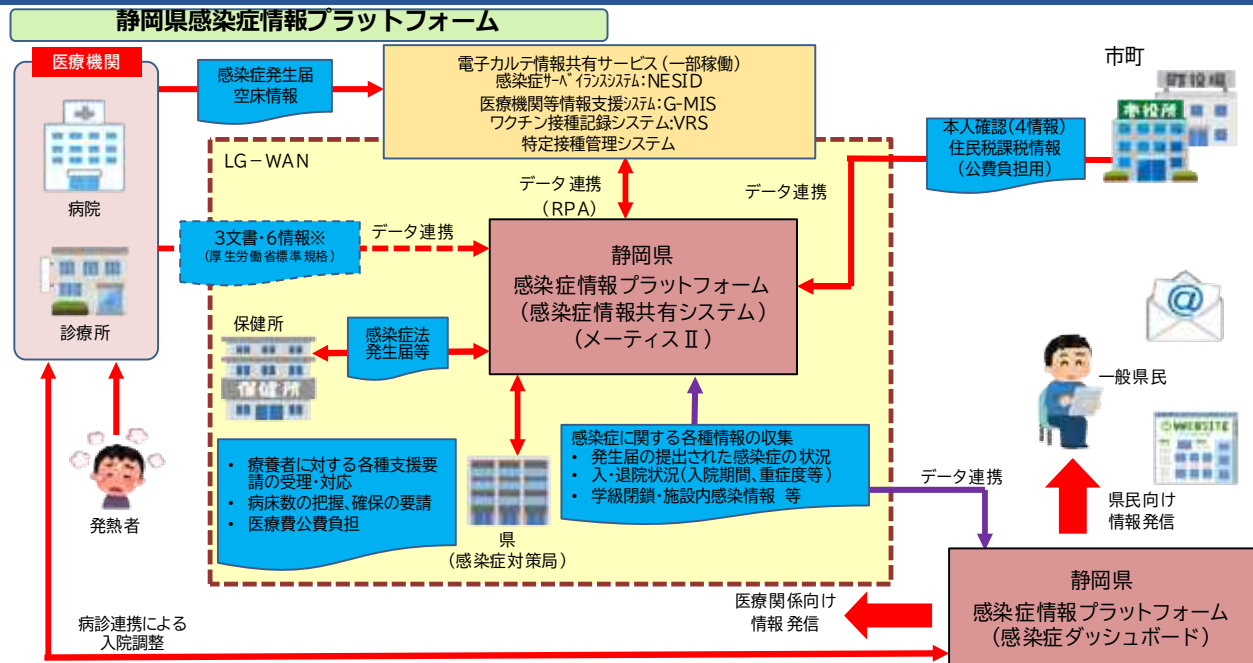 静岡県感染症情報プラットフォーム
医療機関
病院
診療所
発熱者
感染症発生届
空床情報
電子カルテ情報共有サービス(一部稼働)
感染症サーベイランスシステム:NESID
医療機関等情報支援システム:G-MIS
ワクチン接種記録システム:VRS
特定接種管理システム
市町
町役場
市役所
本人確認(4情報)
住民税課税情報
(公費負担用)
LG-WAN
データ連携
(RPA)
データ連携
3文書・6情報※
(厚生労働省標準規格)
データ連携
静岡県
感染症情報プラットフォーム
(感染症情報共有システム)
(メーティスⅡ)
保健所
保健所
感染症法
発生届等
・ 療養者に対する各種支援要
請の受理・対応
・ 病床数の把握、確保の要請
・ 医療費公費負担
県
(感染症対策局)
感染症に関する各種情報の収集
・ 発生届の提出された感染症の状況
・ 入・退院状況(入院期間、重症度等)
・ 学級閉鎖・施設内感染情報 等
データ連携
@
一般県民
WEBSITE
県民向け
情報発信
医療関係向け
情報発信
静岡県
感染症情報プラットフォーム
(感染症ダッシュボード)
病診連携による
入院調整